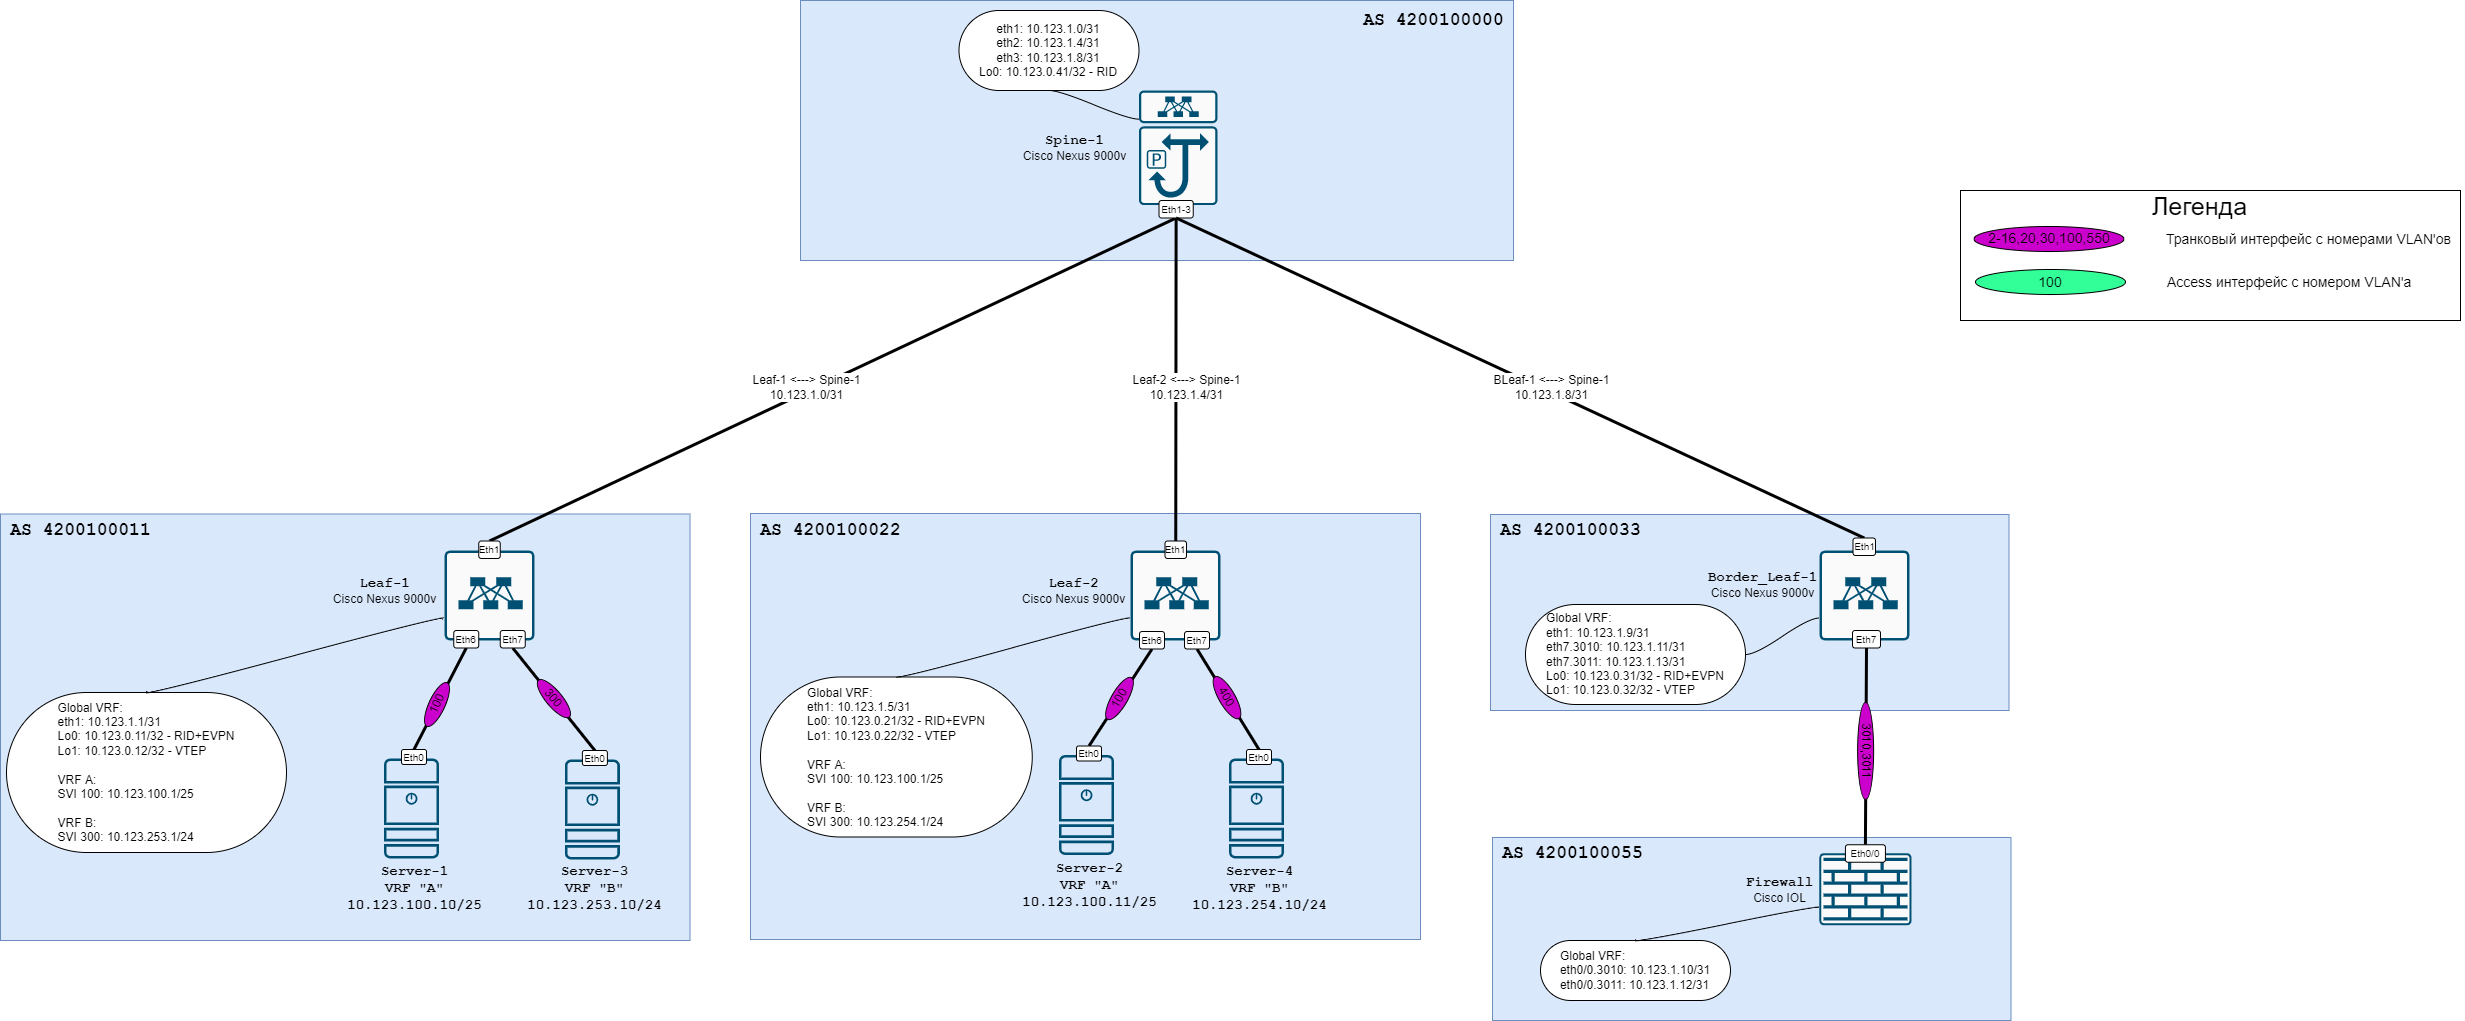 AS 4200100000
eth1: 10.123.1.0/31
eth2: 10.123.1.4/31
eth3: 10.123.1.8/31
Lo0: 10.123.0.41/32 - RID
Spine-1
Cisco Nexus 9000v
P
Eth1-3
Легенда
2-16,20,30,100,550
Транковый интерфейс с номерами VLAN'ов
100
Access интерфейс с номером VLAN'а
Leaf-1 <---> Spine-1
10.123.1.0/31
Leaf-2 <---> Spine-1
10.123.1.4/31
BLeaf-1 <---> Spine-1
10.123.1.8/31
AS 4200100011
Eth1
Leaf-1
Cisco Nexus 9000v
Eth6
Eth7
Global VRF:
eth1: 10.123.1.1/31
Lo0: 10.123.0.11/32 - RID+EVPN
Lo1: 10.123.0.12/32 - VTEP
VRF A:
SVI 100: 10.123.100.1/25
VRF B:
SVI 300: 10.123.253.1/24
100
300
Eth0
Eth0
Server-1
VRF "A"
10.123.100.10/25
Server-3
VRF "B"
10.123.253.10/24
AS 4200100022
Eth1
Leaf-2
Cisco Nexus 9000v
Eth6
Eth7
Global VRF:
eth1: 10.123.1.5/31
Lo0: 10.123.0.21/32 - RID+EVPN
Lo1: 10.123.0.22/32 - VTEP
VRF A:
SVI 100: 10.123.100.1/25
VRF B:
SVI 300: 10.123.254.1/24
100
400
Eth0
Eth0
Server-2
VRF "A"
10.123.100.11/25
Server-4
VRF "B"
10.123.254.10/24
AS 4200100033
Eth1
Border_Leaf-1
Cisco Nexus 9000v
Eth7
Global VRF:
eth1: 10.123.1.9/31
eth7.3010: 10.123.1.11/31
eth7.3011: 10.123.1.13/31
Lo0: 10.123.0.31/32 - RID+EVPN
Lo1: 10.123.0.32/32 - VTEP
3010,3011
AS 4200100055
Eth0/0
Firewall
Cisco IOL
Global VRF:
eth0/0.3010: 10.123.1.10/31
eth0/0.3011: 10.123.1.12/31